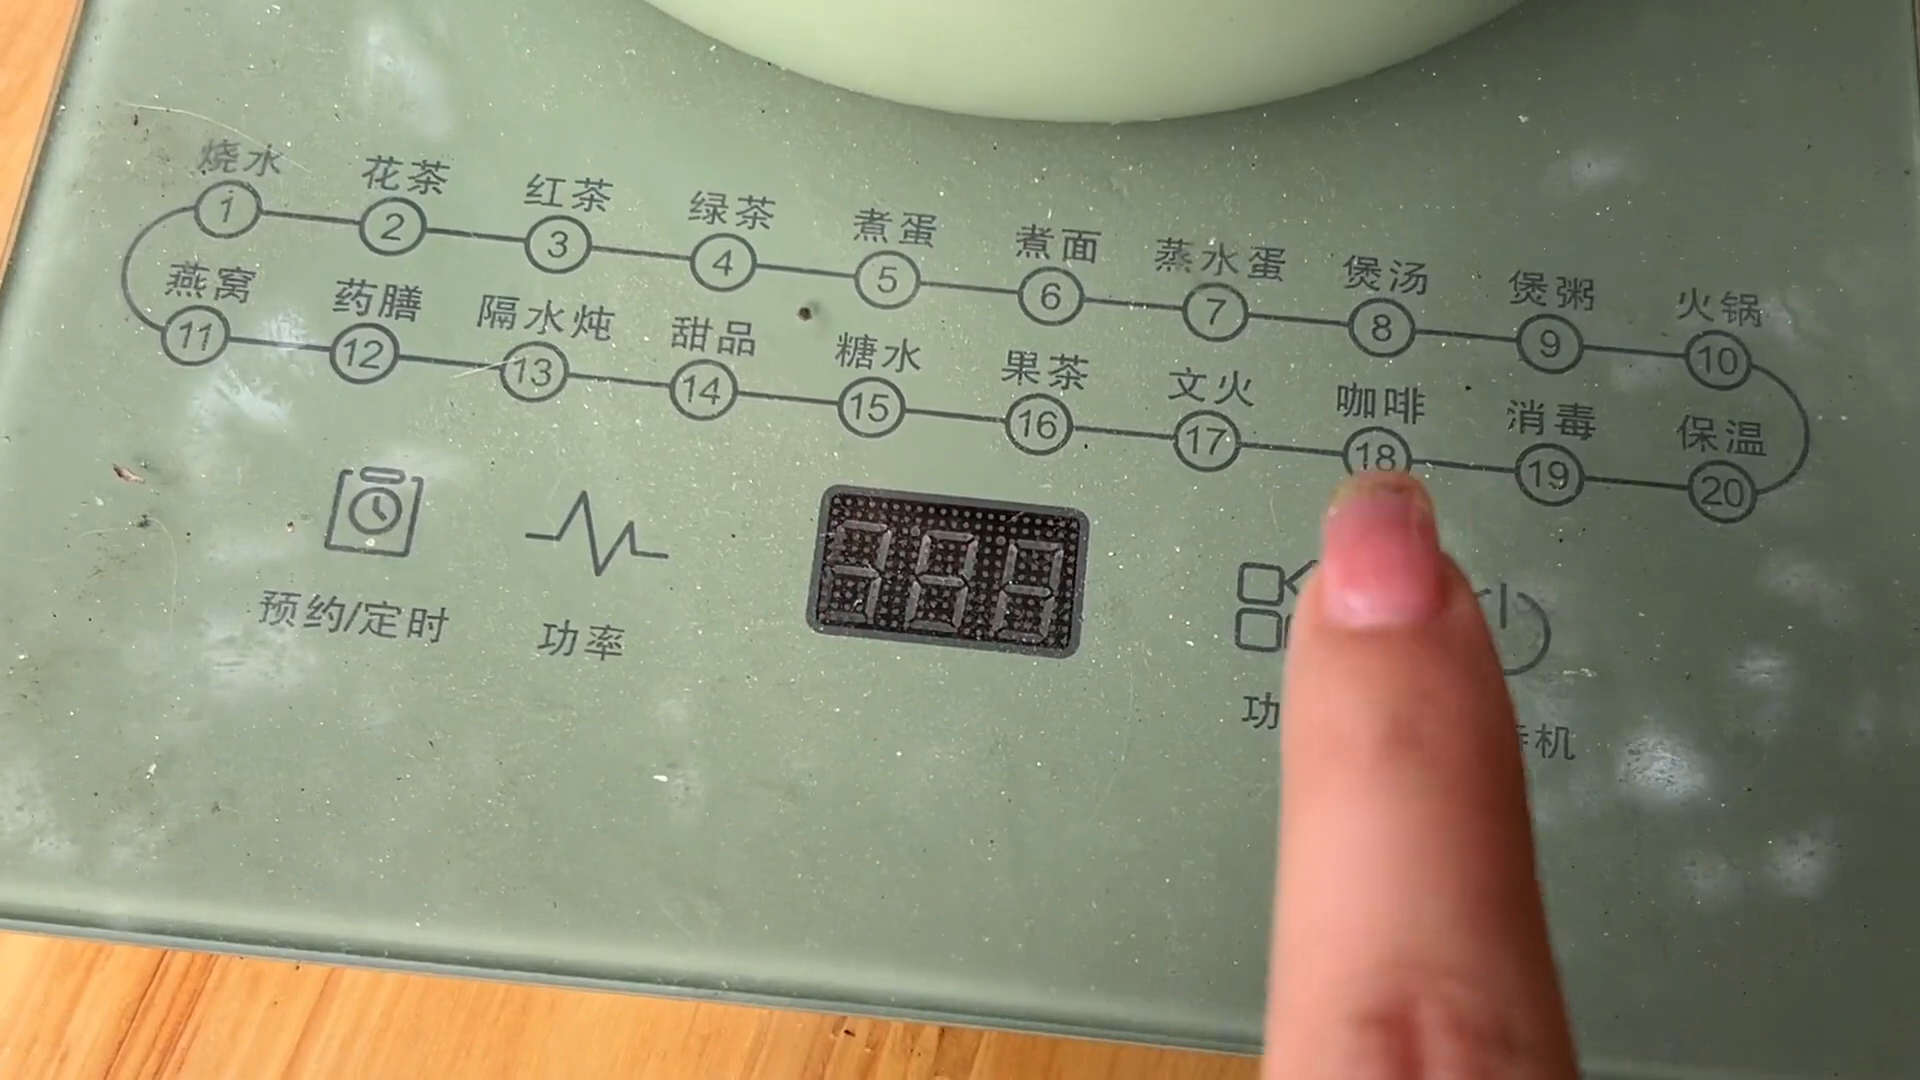 烧水 花茶 红茶 绿茶 煮蛋 煮面 蒸水蛋 煲汤 煲粥 火锅
1 2 3 4 5 6 7 8 9 10
燕窝 药膳 隔水炖 甜品 糖水 果茶 文火 咖啡 消毒 保温
11 12 13 14 15 16 17 18 19 20
预约/定时 功率 功 机